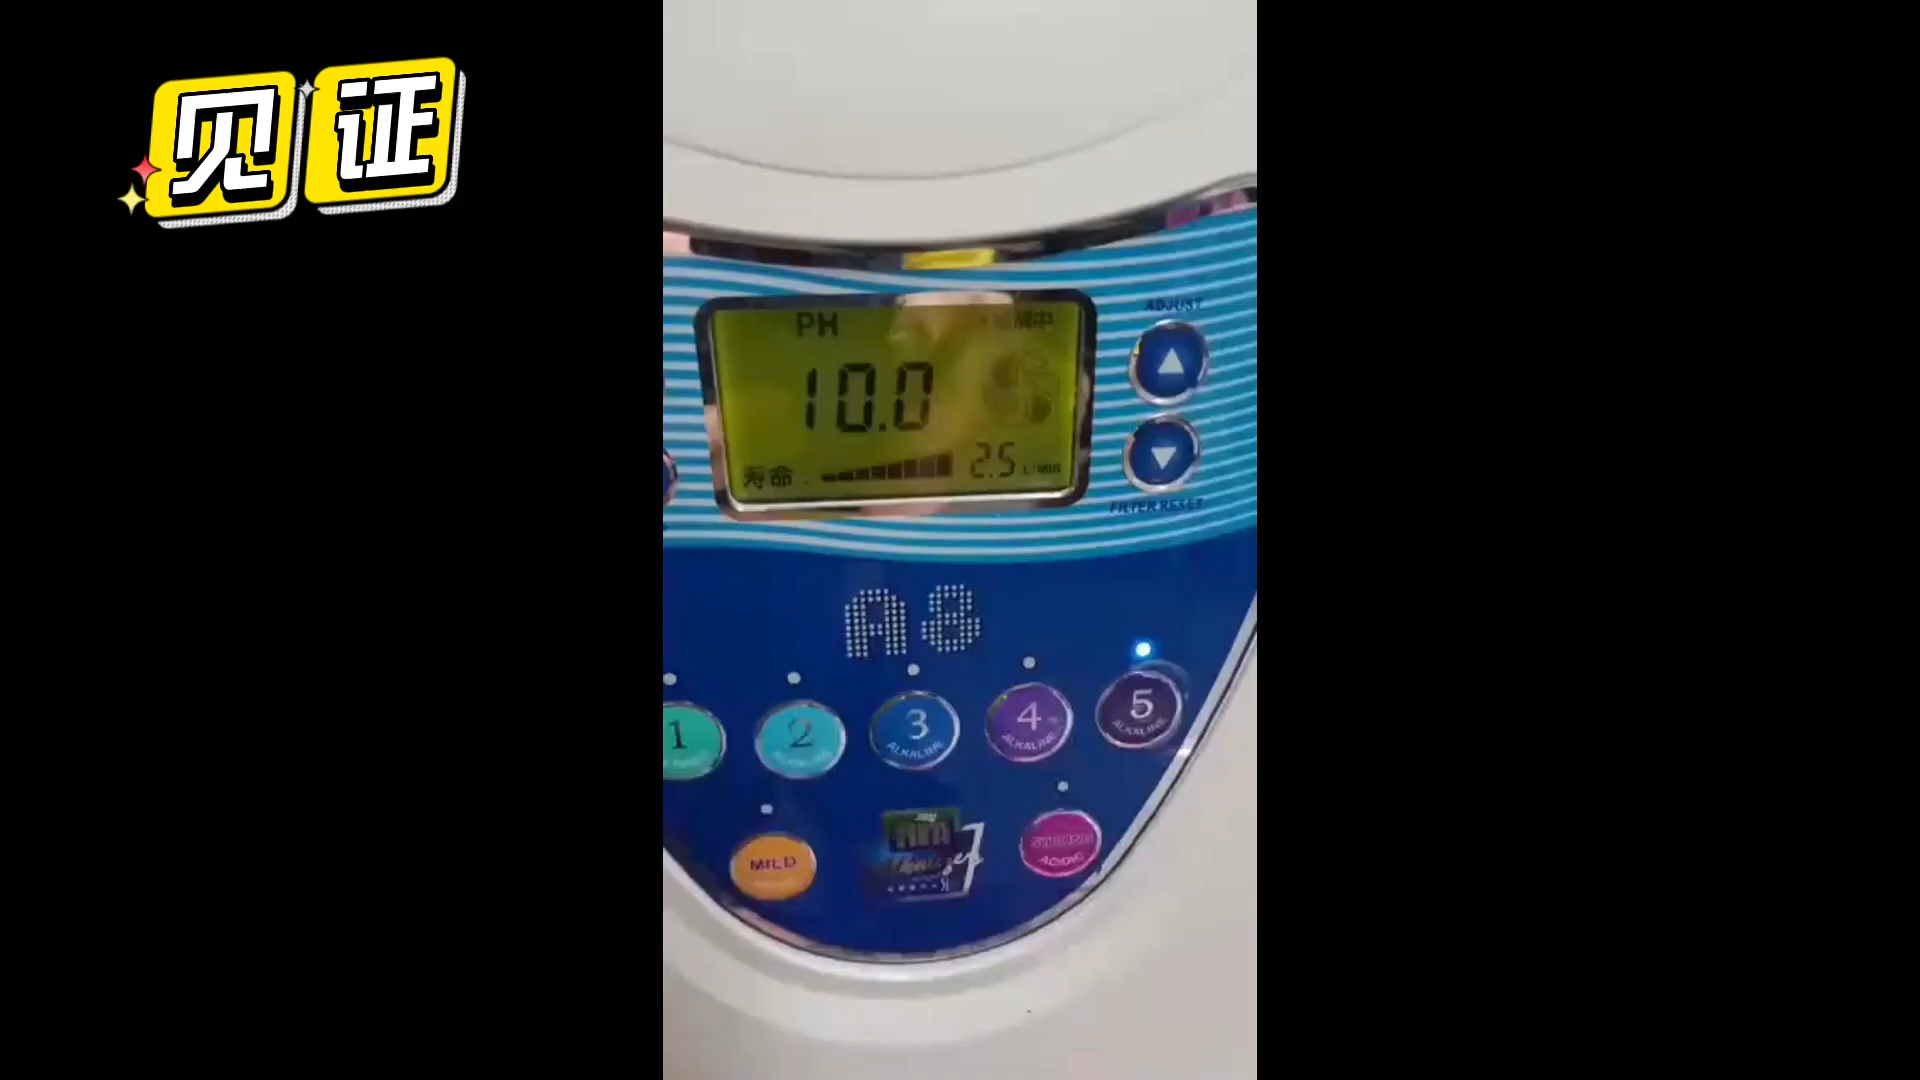 见证
ADJUST
PH
10.0
寿命
2.5 L/MIN
FILTER RESET
A8
1
2
3
ALKALINE
4
ALKALINE
5
ALKALINE
MILD
STRONG
ACIDIC